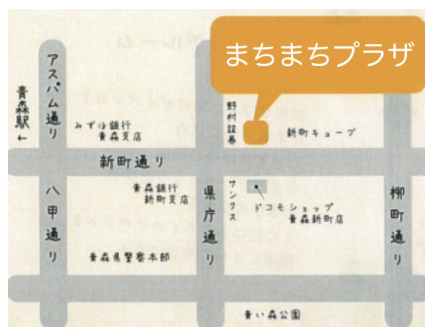 まちまちプラザ
アスパム通り
青森駅
みずほ銀行
青森支店
野村証券
新町キューブ
新町通り
青森銀行
新町支店
サンクス
ドコモショップ
青森新町店
八甲通り
県庁通り
柳町通り
青森県警察本部
青い森公園